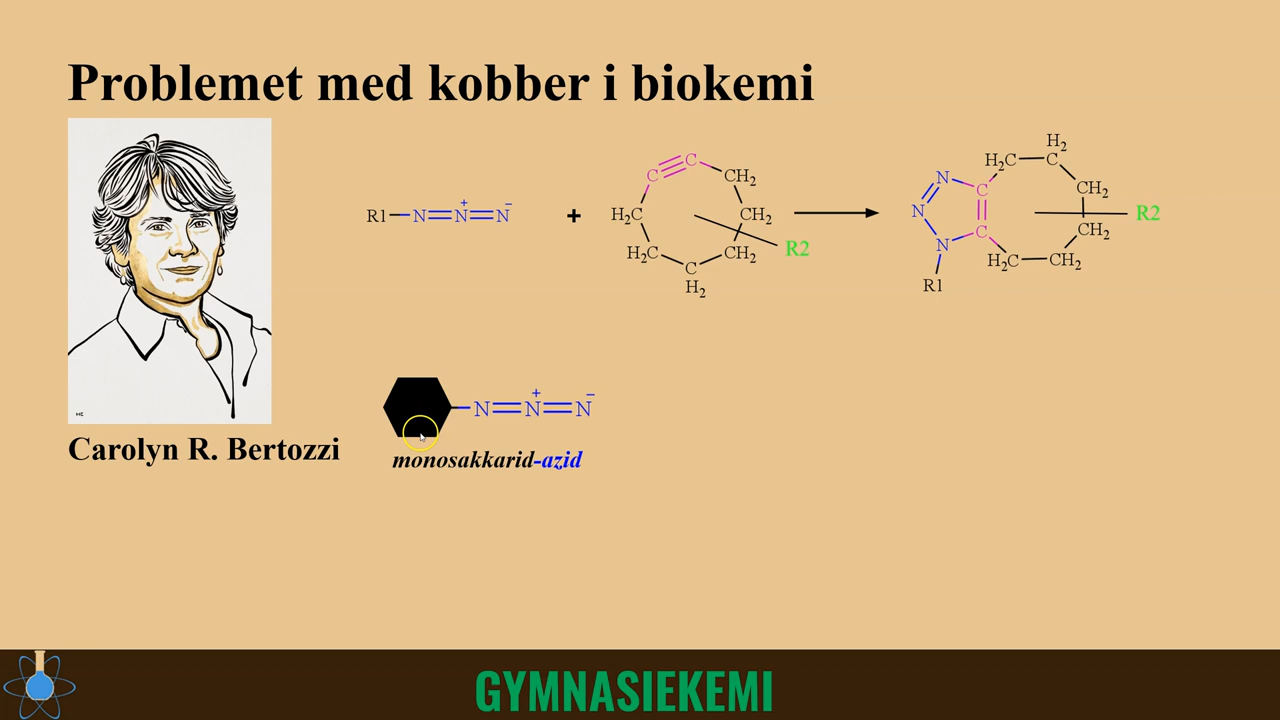 Problemet med kobber i biokemi
R1—N=N⁺=N⁻
+
C≡C
CH₂
H₂C
CH₂
H₂C
CH₂
C
H₂
R2
H₂
H₂C
C
CH₂
N
C
N
R2
C
CH₂
N
H₂C
CH₂
R1
N=N⁺=N⁻
monosakkarid-azid
Carolyn R. Bertozzi
GYMNASIEKEMI